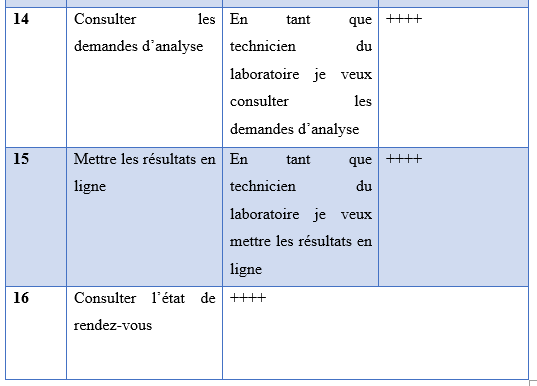 14 Consulter les demandes d’analyse En tant que technicien du laboratoire je veux consulter les demandes d’analyse ++++
15 Mettre les résultats en ligne En tant que technicien du laboratoire je veux mettre les résultats en ligne ++++
16 Consulter l’état de rendez-vous ++++